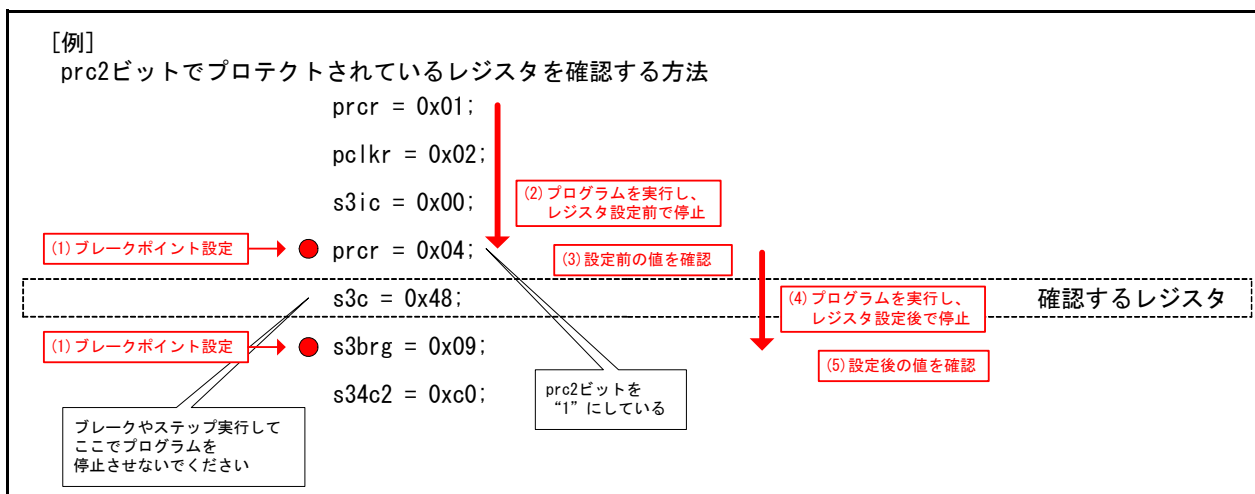 [例]
prc2ビットでプロテクトされているレジスタを確認する方法
prcr = 0x01;
pclkr = 0x02;
s3ic = 0x00;
(2) プログラムを実行し、
レジスタ設定前で停止
(1) ブレークポイント設定
prcr = 0x04;
(3) 設定前の値を確認
s3c = 0x48;
(4) プログラムを実行し、
レジスタ設定後で停止
確認するレジスタ
(1) ブレークポイント設定
s3brg = 0x09;
(5) 設定後の値を確認
s34c2 = 0xc0;
prc2ビットを
“1”にしている
ブレークやステップ実行して
ここでプログラムを
停止させないでください